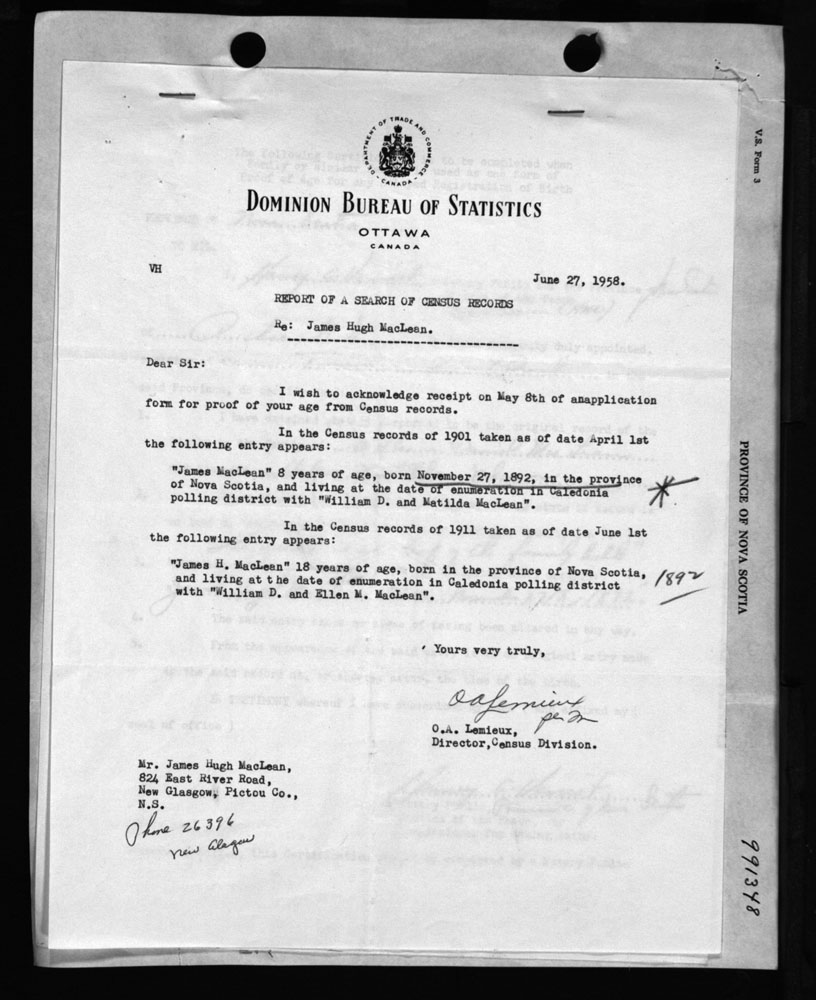 V.S. Form 3
DEPARTMENT OF TRADE AND COMMERCE
CANADA
DOMINION BUREAU OF STATISTICS
OTTAWA
CANADA
VH
June 27, 1958.
REPORT OF A SEARCH OF CENSUS RECORDS
Re: James Hugh MacLean.
-----------------------------------
Dear Sir:
I wish to acknowledge receipt on May 8th of anapplication
form for proof of your age from Census records.
In the Census records of 1901 taken as of date April 1st
the following entry appears:
"James MacLean" 8 years of age, born November 27, 1892, in the province
of Nova Scotia, and living at the date of enumeration in Caledonia
polling district with "William D. and Matilda MacLean".
In the Census records of 1911 taken as of date June 1st
the following entry appears:
"James H. MacLean" 18 years of age, born in the province of Nova Scotia,
and living at the date of enumeration in Caledonia polling district
with "William D. and Ellen M. MacLean".
1892
Yours very truly,
OALemieux
per
O.A. Lemieux,
Director, Census Division.
Mr. James Hugh MacLean,
824 East River Road,
New Glasgow, Pictou Co.,
N.S.
Phone 26396
New Glasgow
PROVINCE OF NOVA SCOTIA
991348